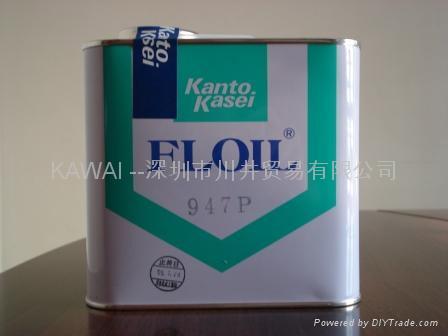 Kanto
Kasei
Kanto
Kasei
FLOIL®
KAWAI --深圳市川井贸易有限公司
947P
Powered by DIYTrade.com